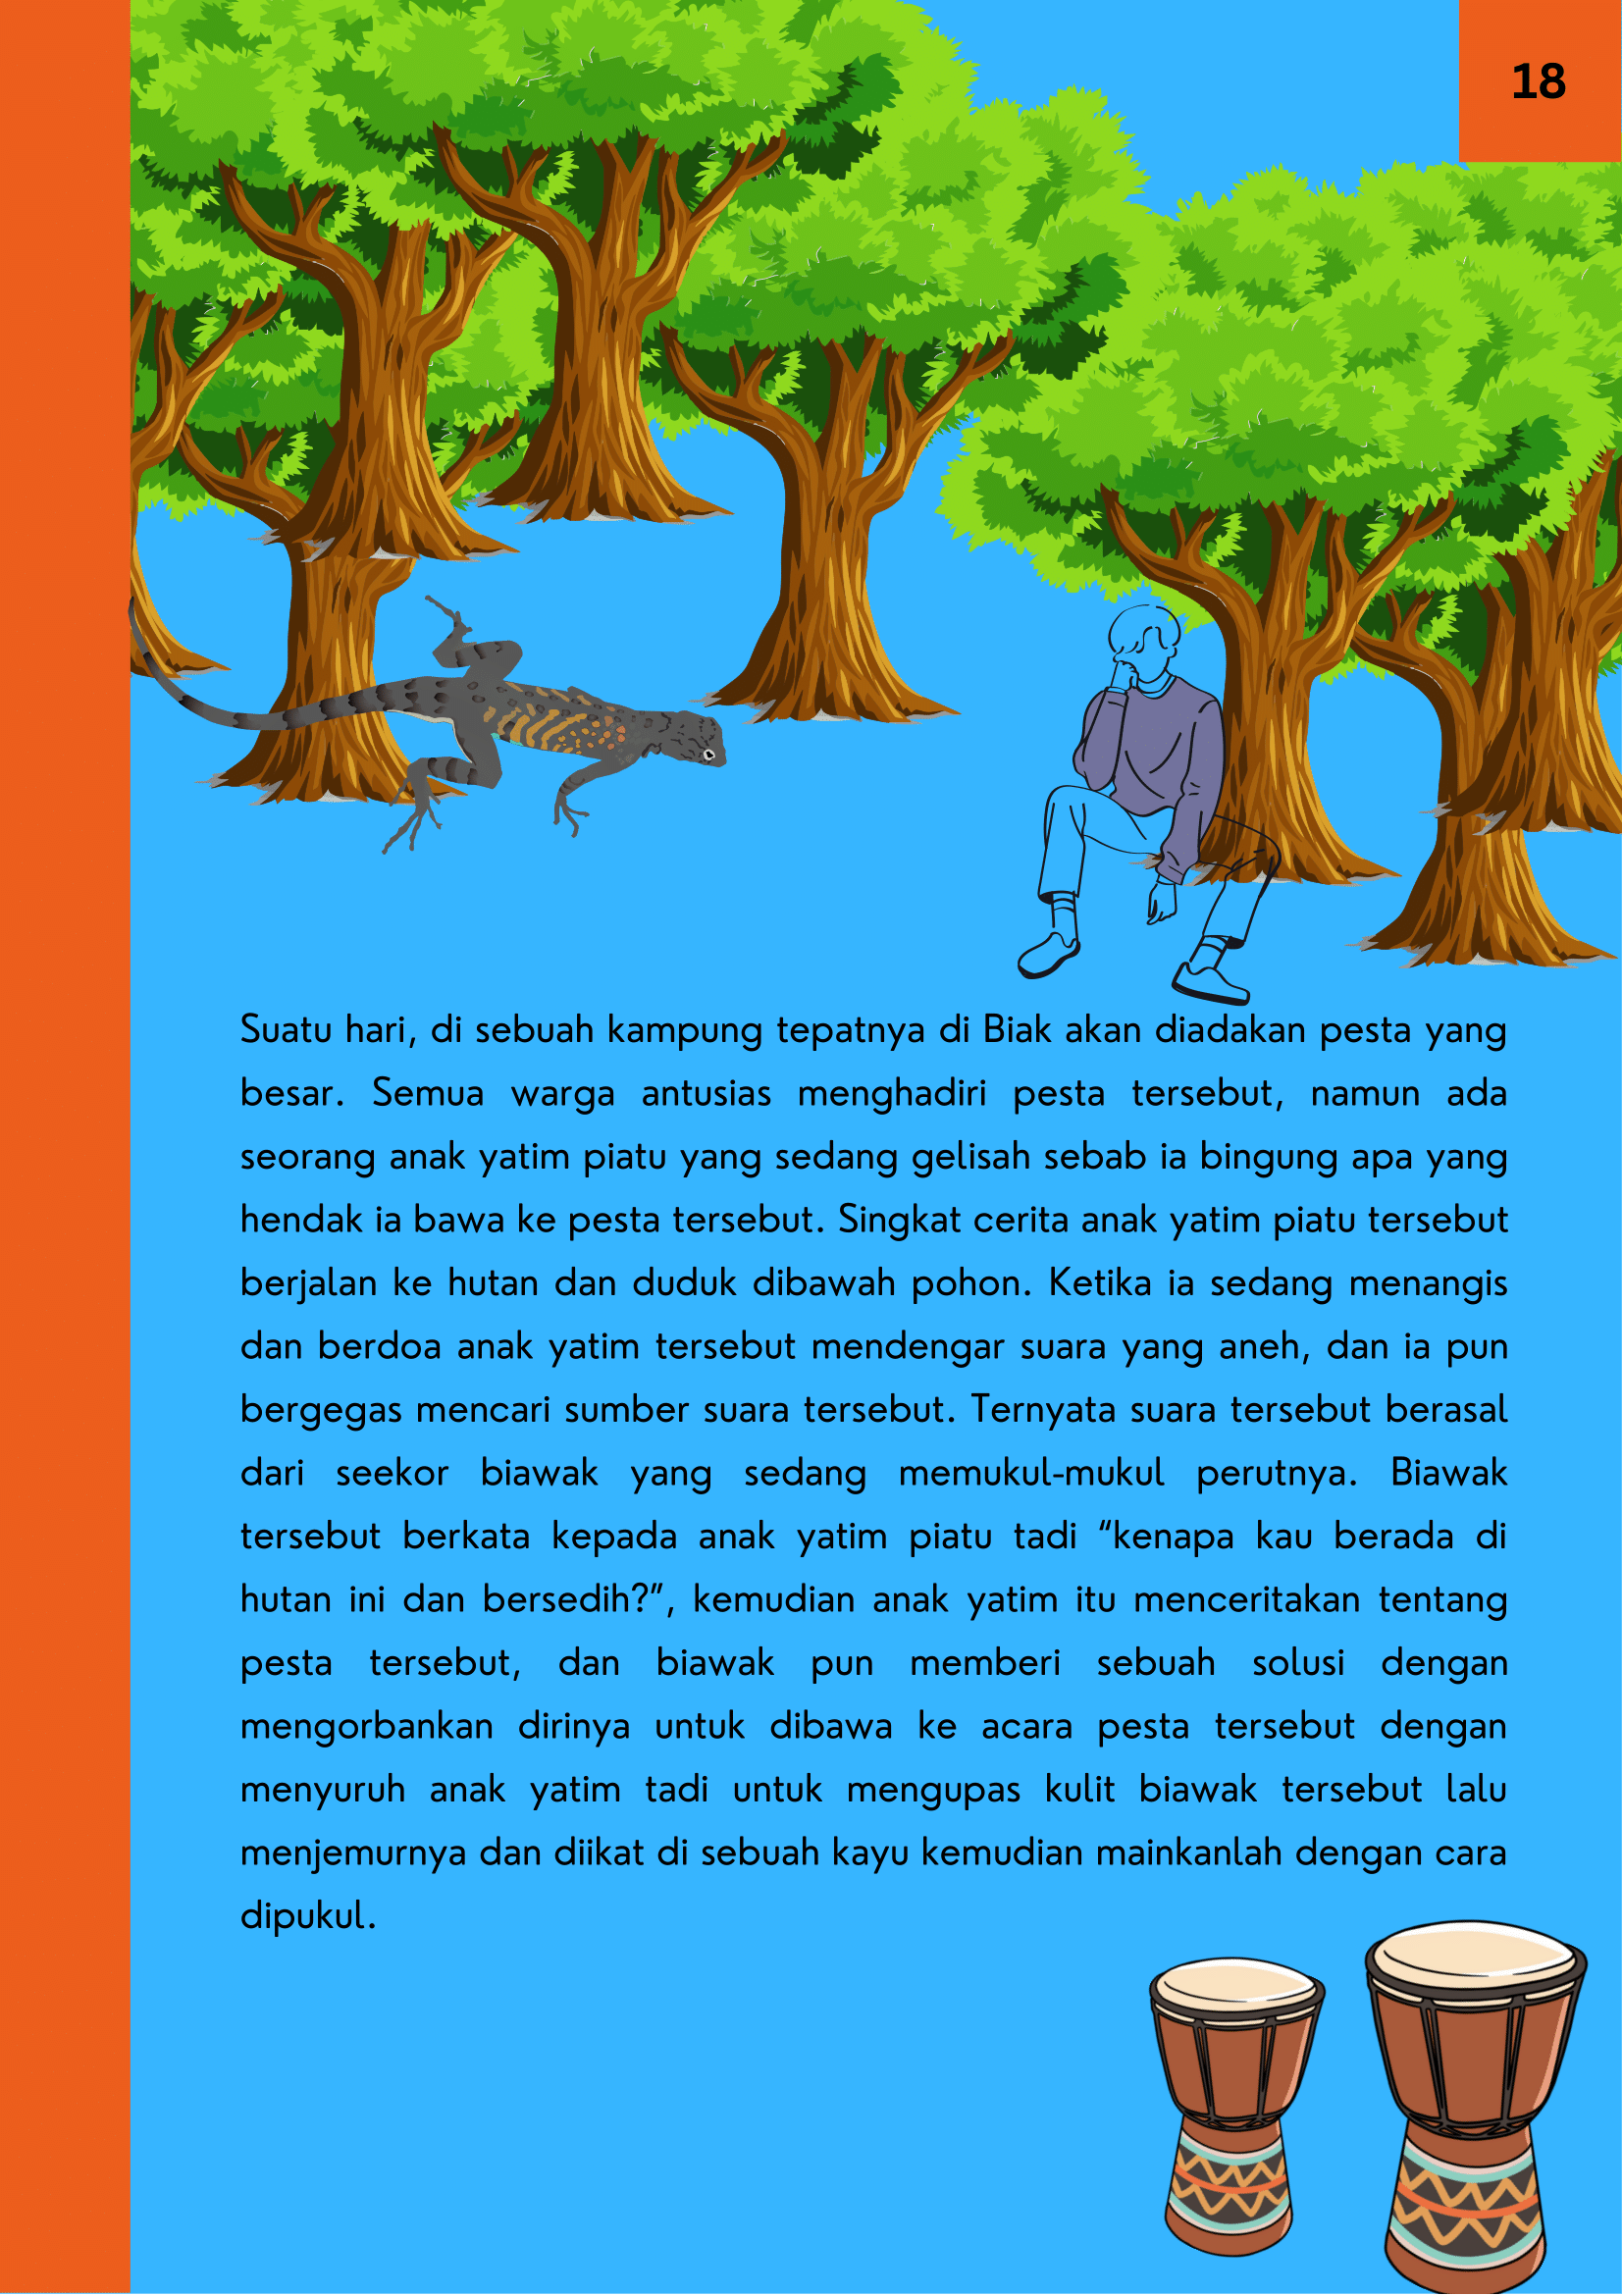 18
Suatu hari, di sebuah kampung tepatnya di Biak akan diadakan pesta yang
besar. Semua warga antusias menghadiri pesta tersebut, namun ada
seorang anak yatim piatu yang sedang gelisah sebab ia bingung apa yang
hendak ia bawa ke pesta tersebut. Singkat cerita anak yatim piatu tersebut
berjalan ke hutan dan duduk dibawah pohon. Ketika ia sedang menangis
dan berdoa anak yatim tersebut mendengar suara yang aneh, dan ia pun
bergegas mencari sumber suara tersebut. Ternyata suara tersebut berasal
dari seekor biawak yang sedang memukul-mukul perutnya. Biawak
tersebut berkata kepada anak yatim piatu tadi “kenapa kau berada di
hutan ini dan bersedih?”, kemudian anak yatim itu menceritakan tentang
pesta tersebut, dan biawak pun memberi sebuah solusi dengan
mengorbankan dirinya untuk dibawa ke acara pesta tersebut dengan
menyuruh anak yatim tadi untuk mengupas kulit biawak tersebut lalu
menjemurnya dan diikat di sebuah kayu kemudian mainkanlah dengan cara
dipukul.